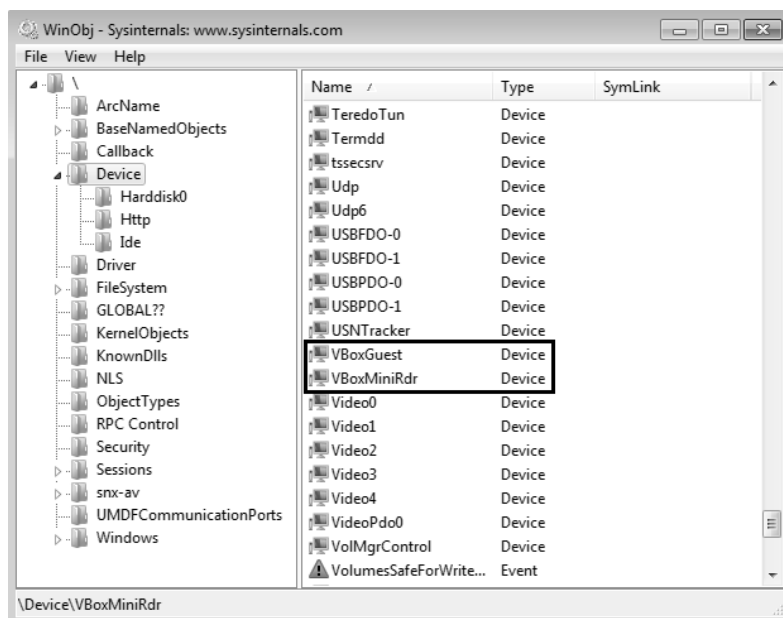 WinObj - Sysinternals: www.sysinternals.com
File View Help
\
ArcName
BaseNamedObjects
Callback
Device
Harddisk0
Http
Ide
Driver
FileSystem
GLOBAL??
KernelObjects
KnownDlls
NLS
ObjectTypes
RPC Control
Security
Sessions
snx-av
UMDFCommunicationPorts
Windows
Name Type SymLink
TeredoTun Device
Termdd Device
tssecsrv Device
Udp Device
Udp6 Device
USBFDO-0 Device
USBFDO-1 Device
USBPDO-0 Device
USBPDO-1 Device
USNTracker Device
VBoxGuest Device
VBoxMiniRdr Device
Video0 Device
Video1 Device
Video2 Device
Video3 Device
Video4 Device
VideoPdo0 Device
VolMgrControl Device
VolumesSafeForWrite... Event
\Device\VBoxMiniRdr